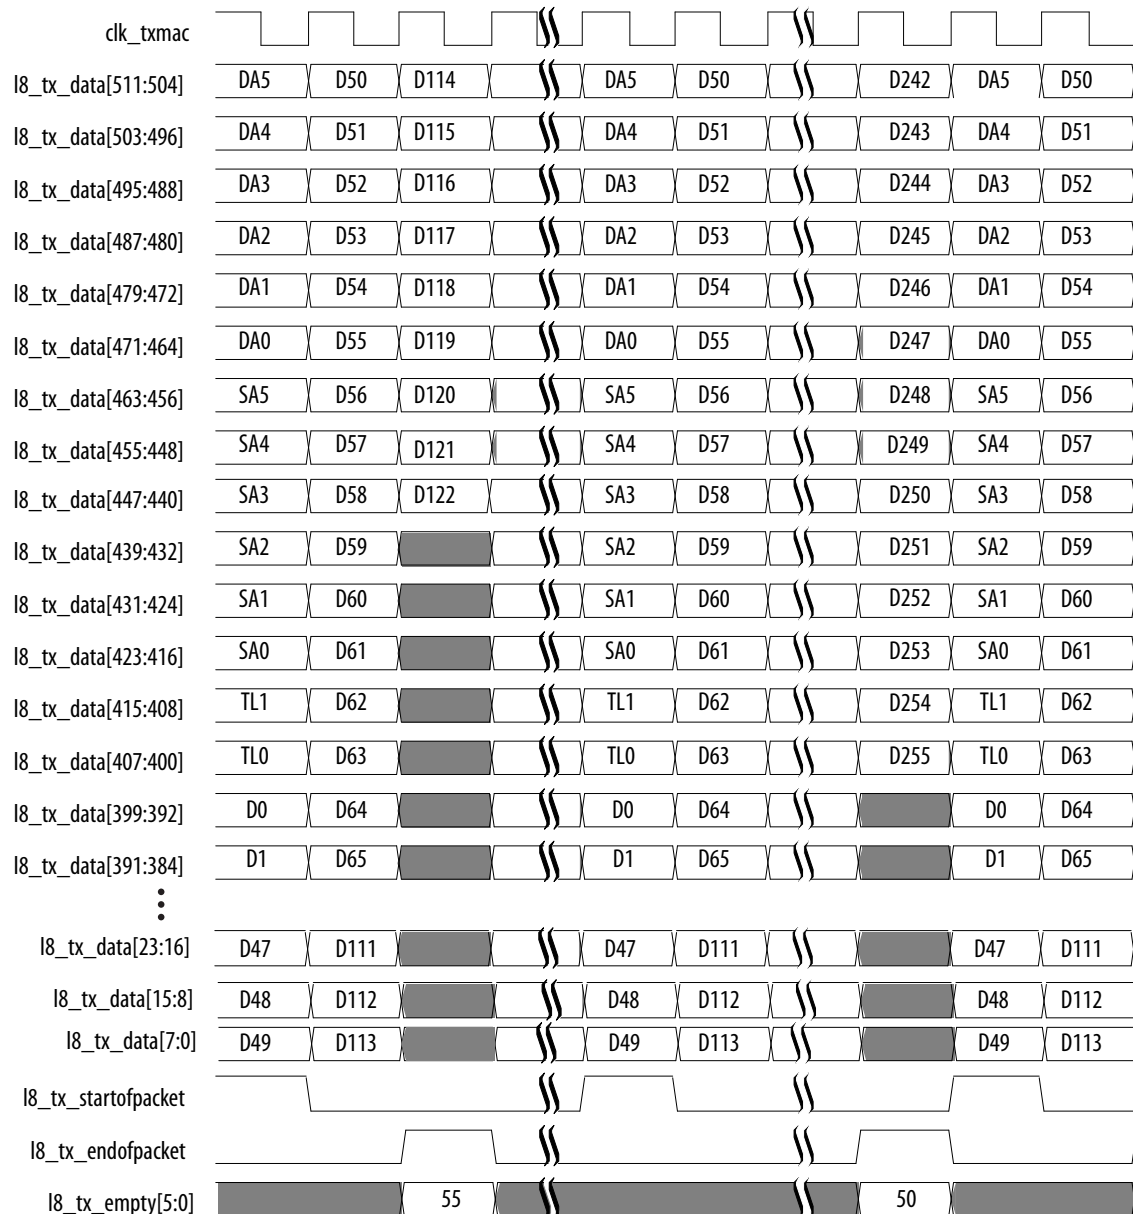 clk_txmac
l8_tx_data[511:504] DA5 D50 D114 DA5 D50 D242 DA5 D50
l8_tx_data[503:496] DA4 D51 D115 DA4 D51 D243 DA4 D51
l8_tx_data[495:488] DA3 D52 D116 DA3 D52 D244 DA3 D52
l8_tx_data[487:480] DA2 D53 D117 DA2 D53 D245 DA2 D53
l8_tx_data[479:472] DA1 D54 D118 DA1 D54 D246 DA1 D54
l8_tx_data[471:464] DA0 D55 D119 DA0 D55 D247 DA0 D55
l8_tx_data[463:456] SA5 D56 D120 SA5 D56 D248 SA5 D56
l8_tx_data[455:448] SA4 D57 D121 SA4 D57 D249 SA4 D57
l8_tx_data[447:440] SA3 D58 D122 SA3 D58 D250 SA3 D58
l8_tx_data[439:432] SA2 D59 SA2 D59 D251 SA2 D59
l8_tx_data[431:424] SA1 D60 SA1 D60 D252 SA1 D60
l8_tx_data[423:416] SA0 D61 SA0 D61 D253 SA0 D61
l8_tx_data[415:408] TL1 D62 TL1 D62 D254 TL1 D62
l8_tx_data[407:400] TL0 D63 TL0 D63 D255 TL0 D63
l8_tx_data[399:392] D0 D64 D0 D64 D0 D64
l8_tx_data[391:384] D1 D65 D1 D65 D1 D65
l8_tx_data[23:16] D47 D111 D47 D111 D47 D111
l8_tx_data[15:8] D48 D112 D48 D112 D48 D112
l8_tx_data[7:0] D49 D113 D49 D113 D49 D113
l8_tx_startofpacket
l8_tx_endofpacket
l8_tx_empty[5:0] 55 50